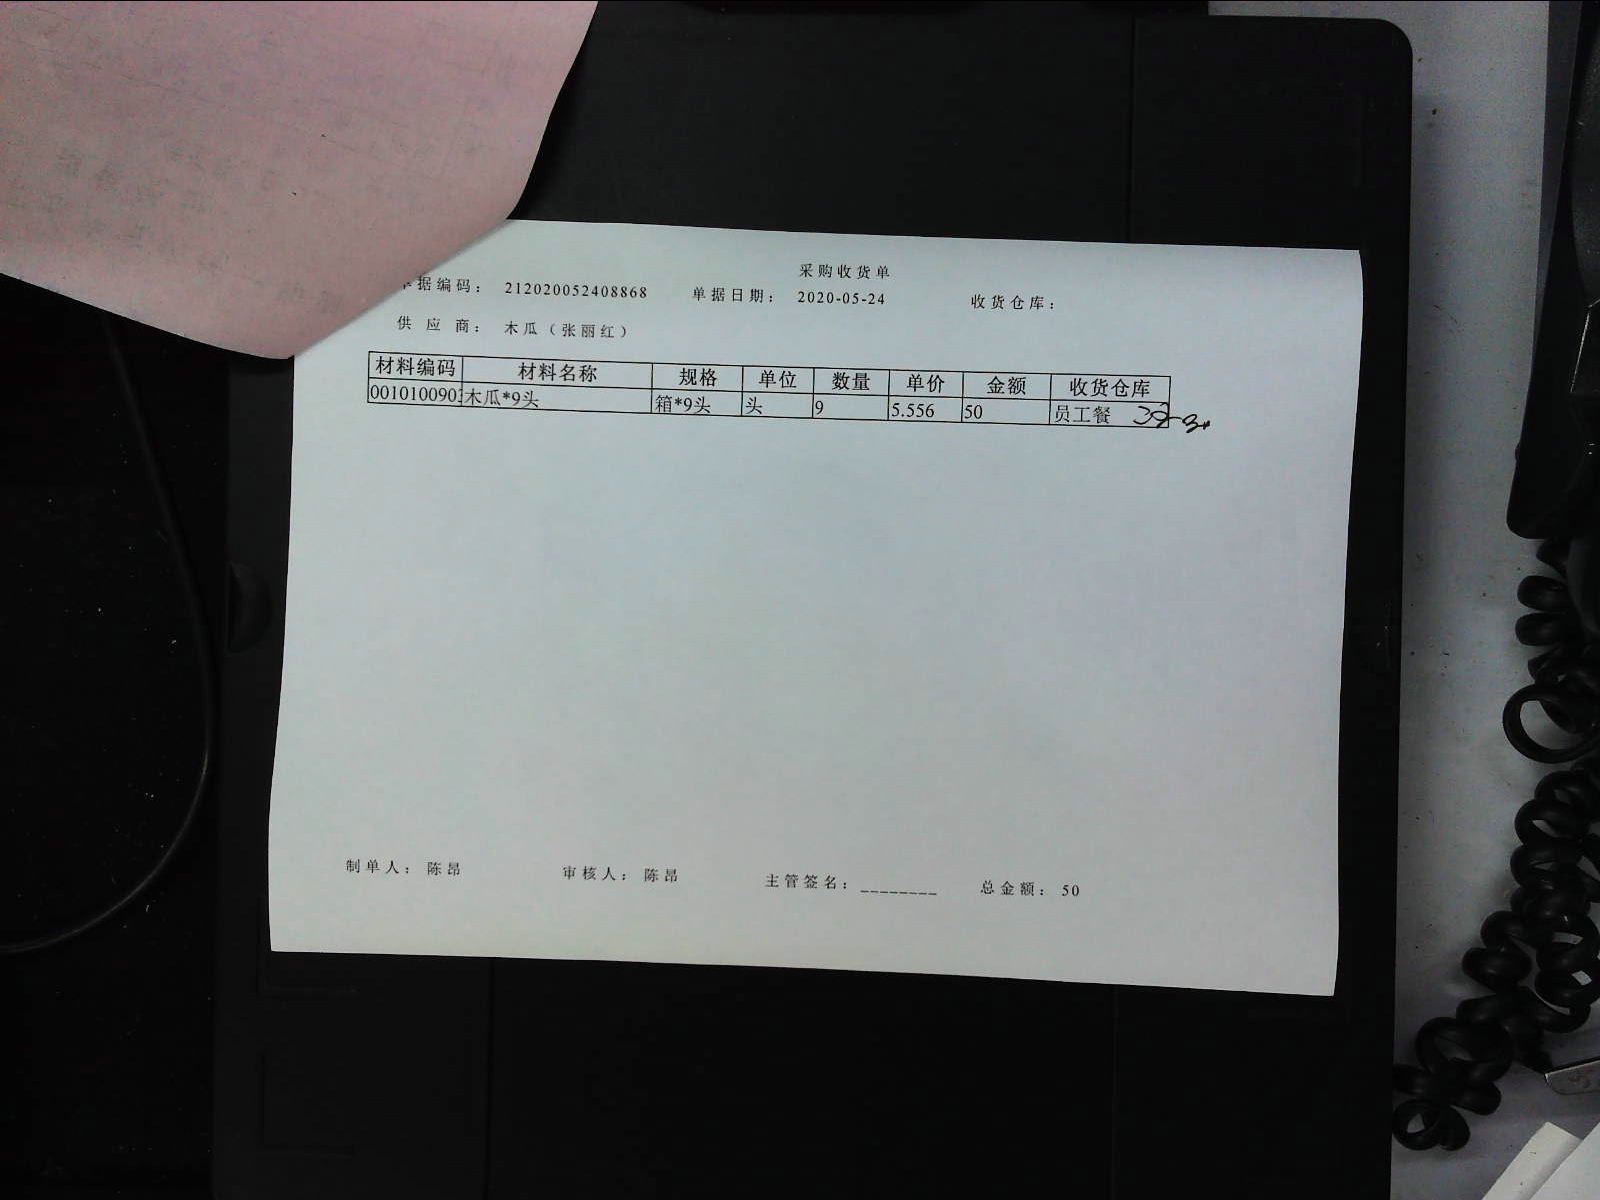 采购收货单
据编码： 212020052408868 单据日期： 2020-05-24 收货仓库：
供应商： 木瓜（张丽红）
材料编码 材料名称 规格 单位 数量 单价 金额 收货仓库
0010100903 木瓜*9头 箱*9头 头 9 5.556 50 员工餐
制单人： 陈昂 审核人： 陈昂 主管签名：________ 总金额： 50